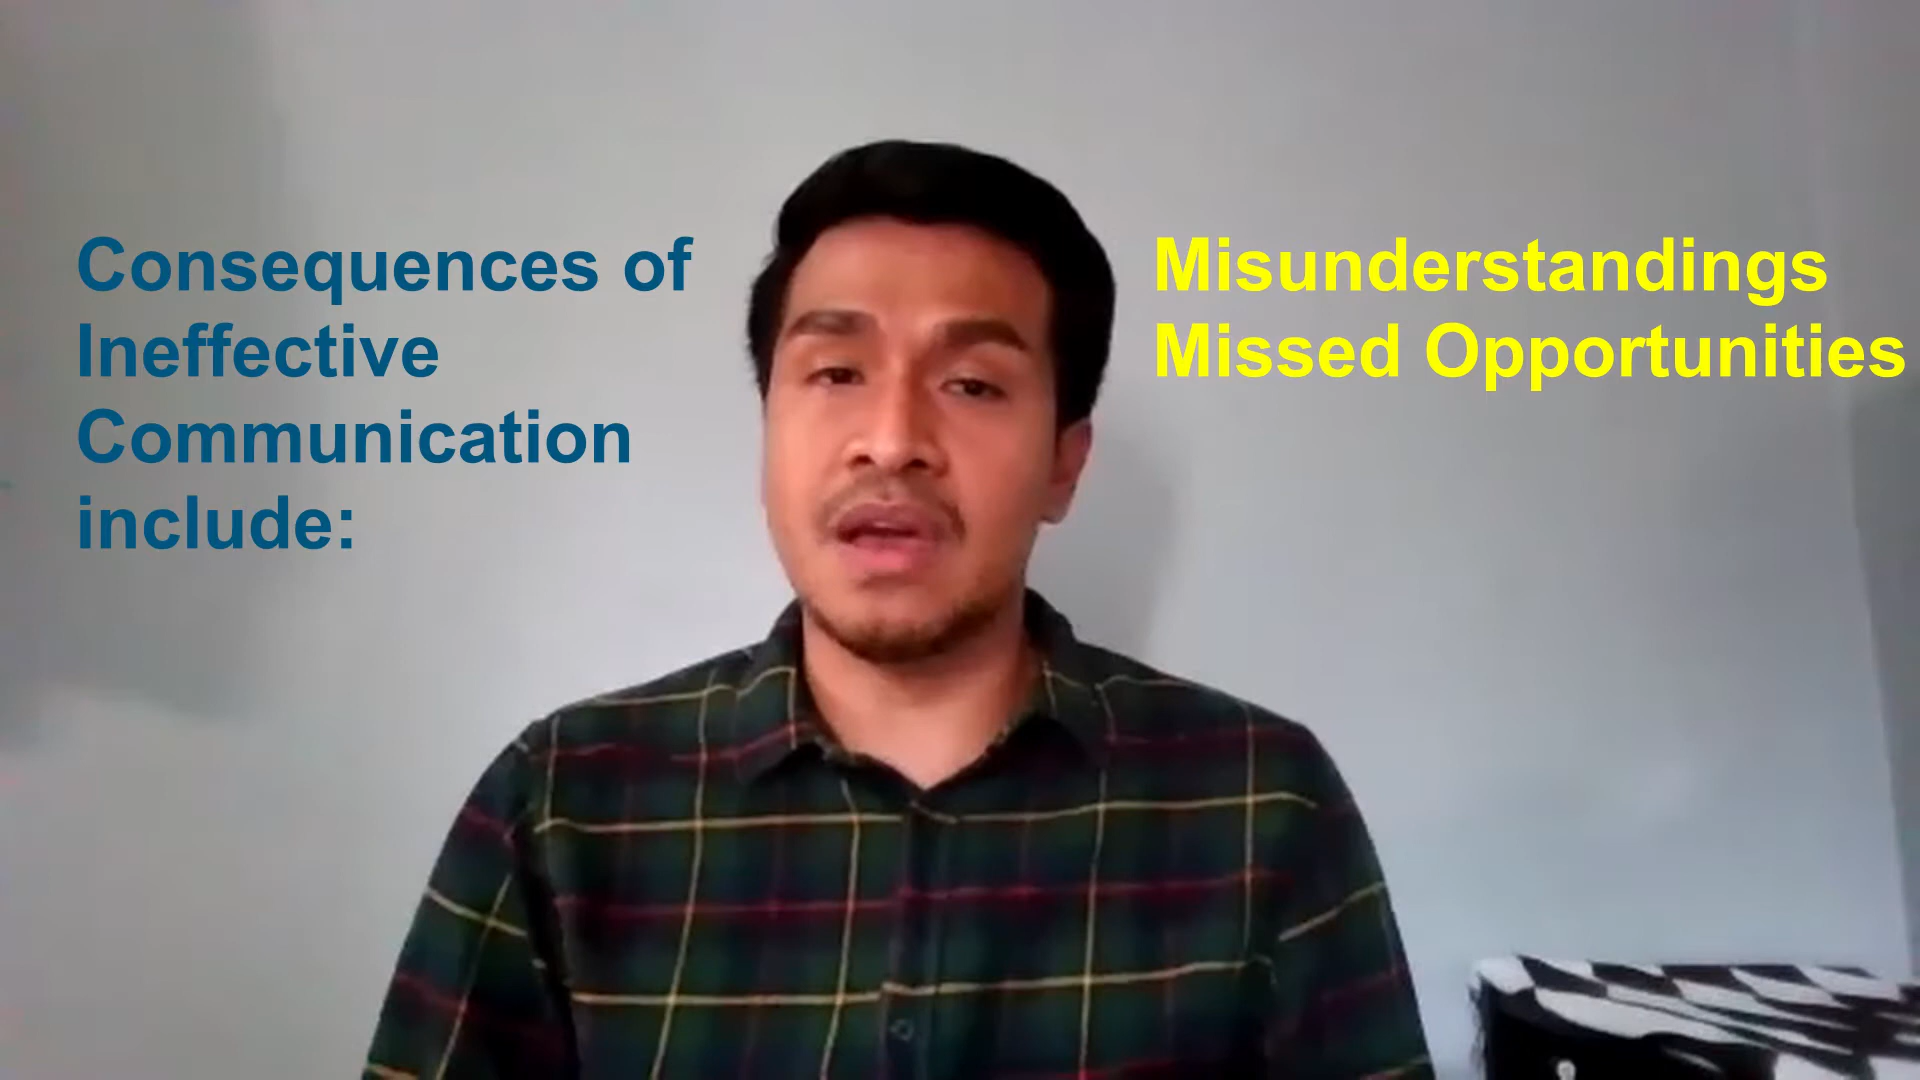 Consequences of
Ineffective
Communication
include:
Misunderstandings
Missed Opportunities